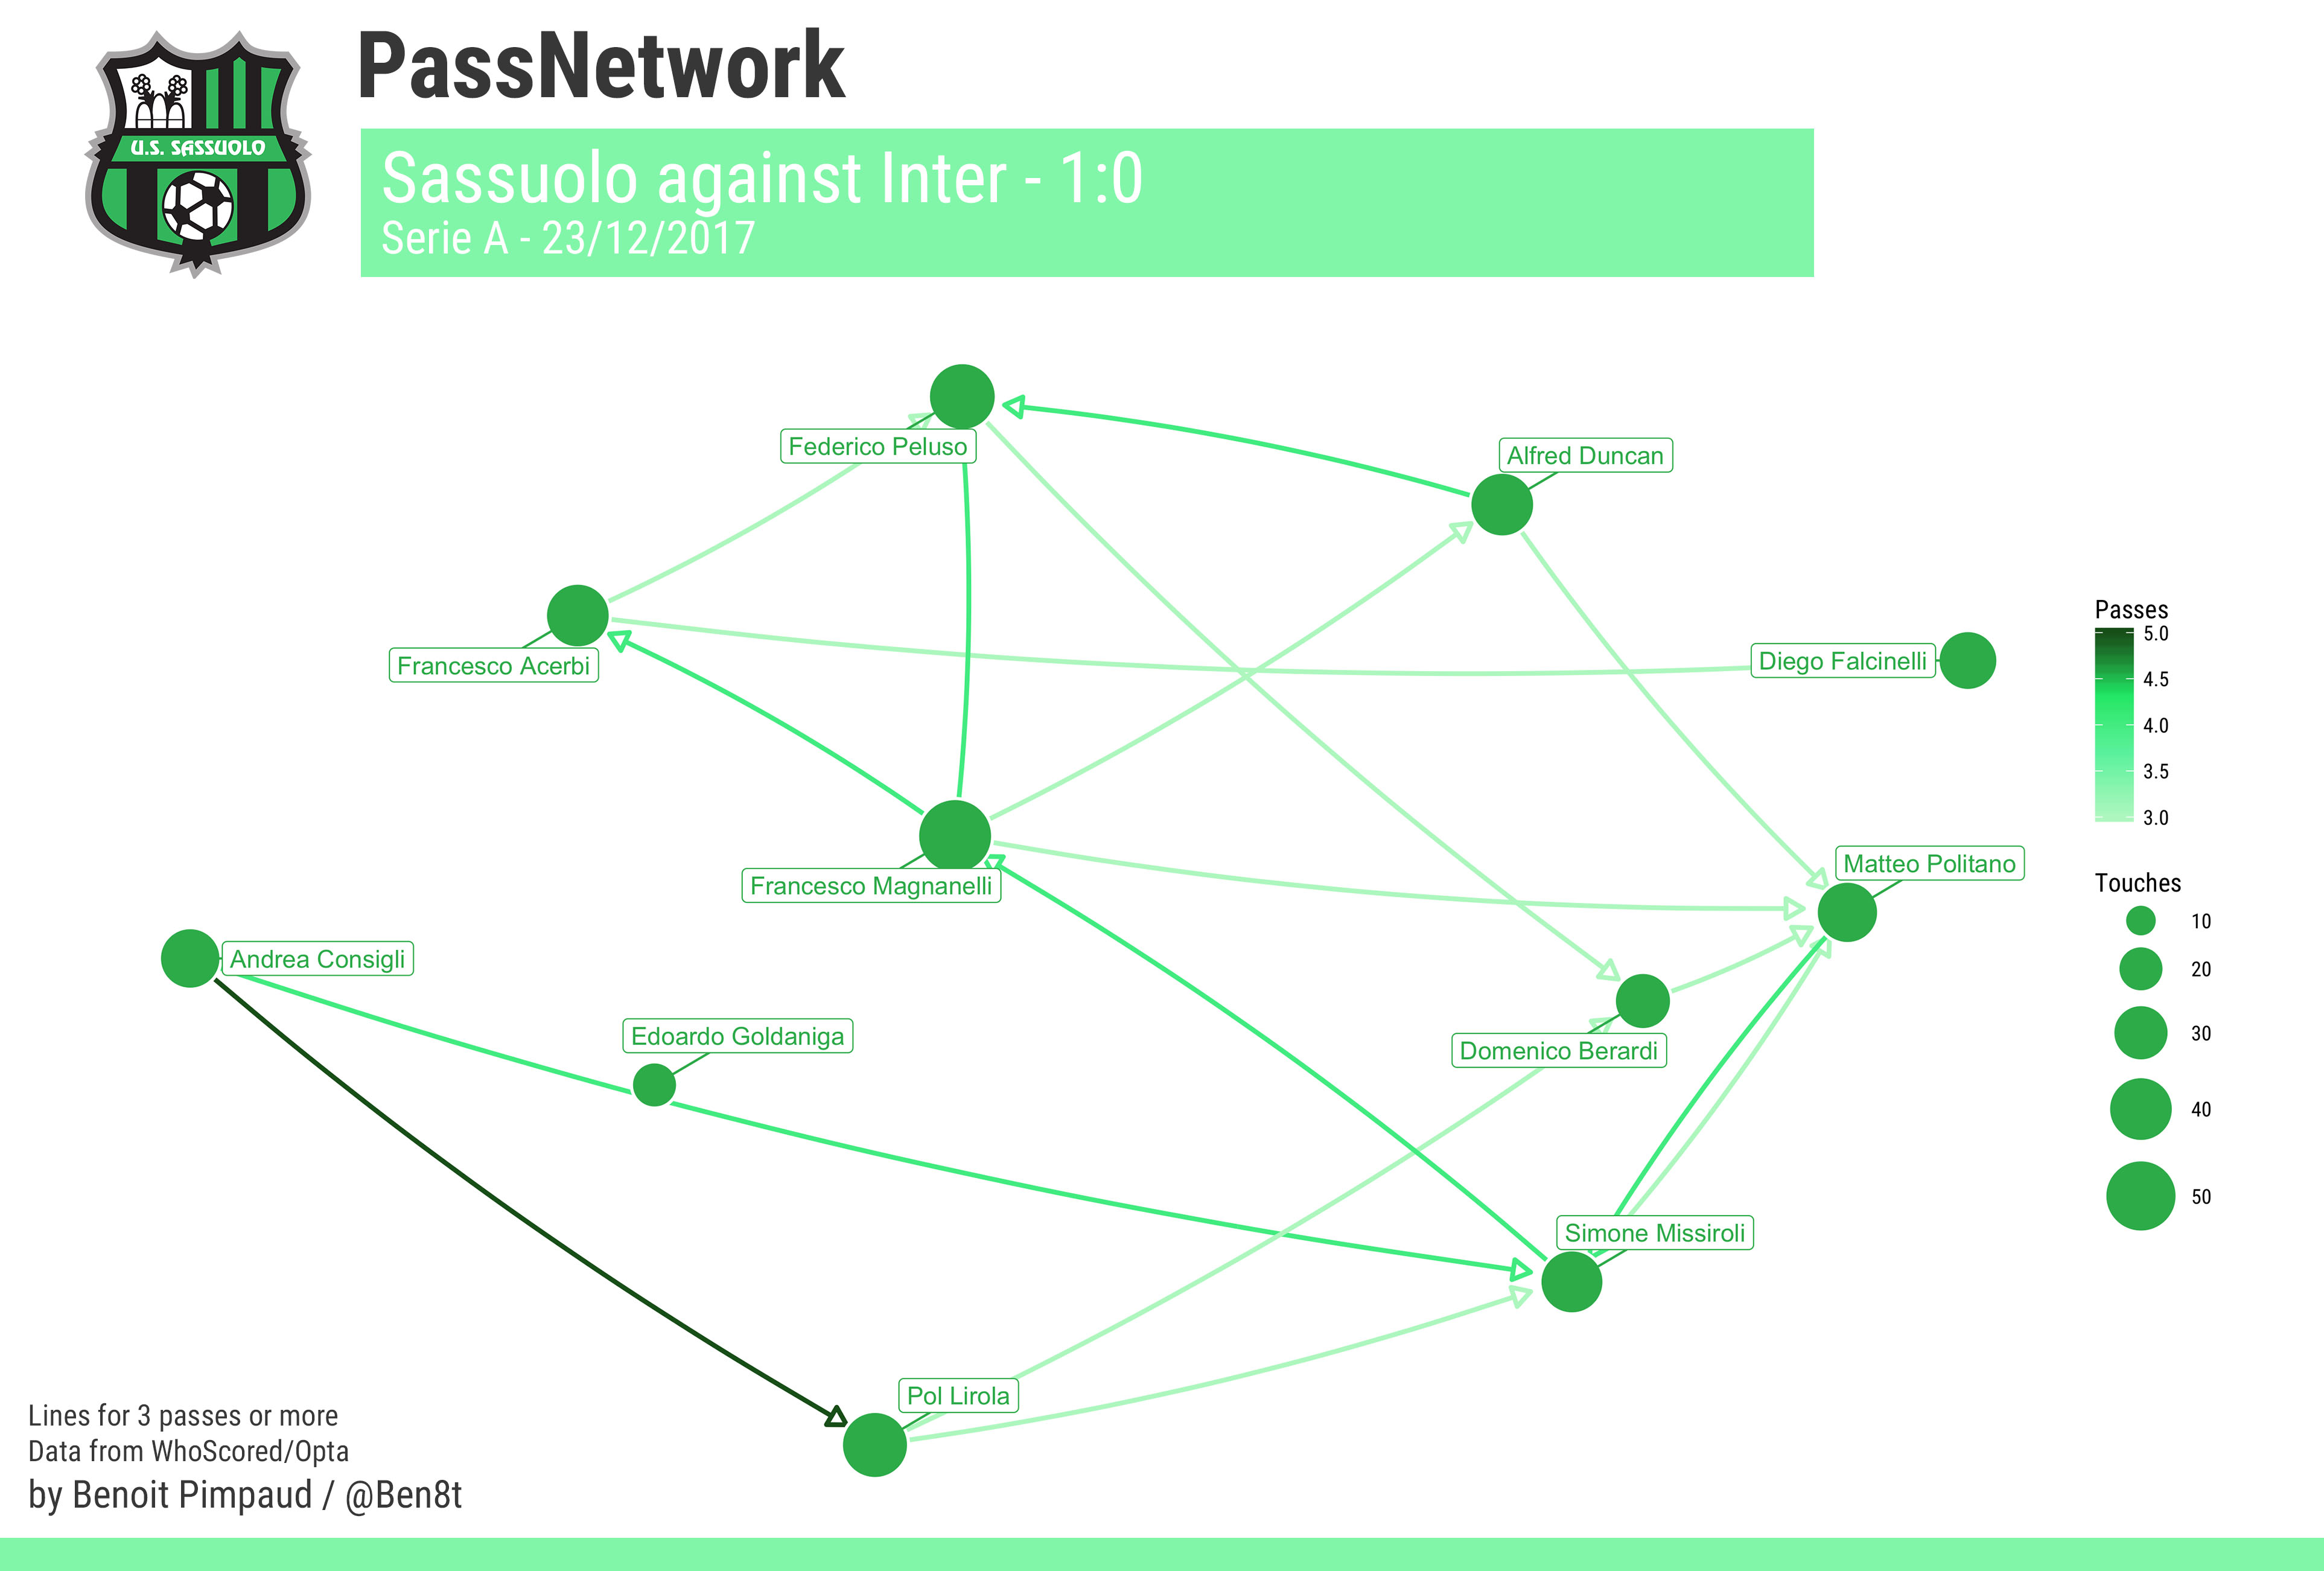 PassNetwork
U.S. SASSUOLO
Sassuolo against Inter - 1:0
Serie A - 23/12/2017
Federico Peluso
Alfred Duncan
Francesco Acerbi
Diego Falcinelli
Francesco Magnanelli
Matteo Politano
Andrea Consigli
Edoardo Goldaniga
Domenico Berardi
Simone Missiroli
Pol Lirola
Passes
5.0
4.5
4.0
3.5
3.0
Touches
10
20
30
40
50
Lines for 3 passes or more
Data from WhoScored/Opta
by Benoit Pimpaud / @Ben8t